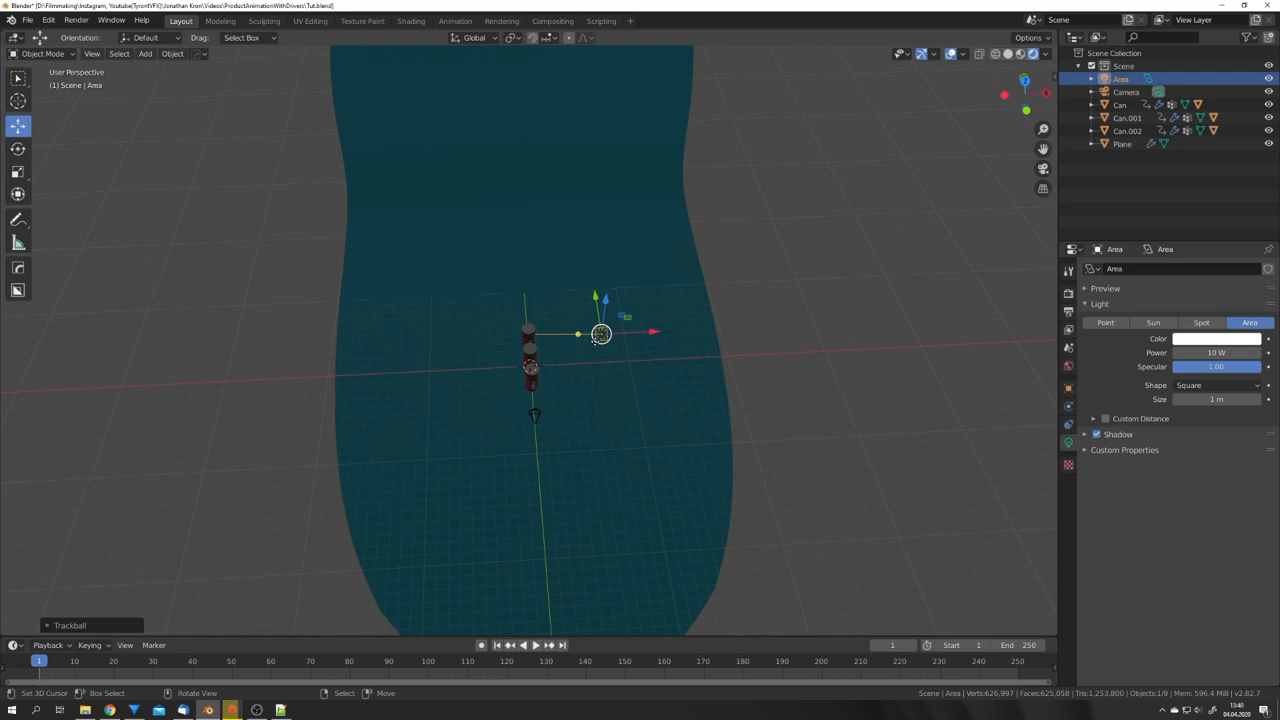 Blender* [D:\Filmmaking\Instagram, Youtube(TyrontVFX)\Jonathan Kron\Videos\ProductAnimationWithDrivers\Tut.blend]
File Edit Render Window Help Layout Modeling Sculpting UV Editing Texture Paint Shading Animation Rendering Compositing Scripting + Scene View Layer
Orientation: Default Drag: Select Box Global Options
Object Mode View Select Add Object
User Perspective
(1) Scene | Area
Z
X
Scene Collection
Scene
Area
Camera
Can
Can.001
Can.002
Plane
Area Area
Area
Preview
Light
Point Sun Spot Area
Color
Power 10 W
Specular 1.00
Shape Square
Size 1 m
Custom Distance
Shadow
Custom Properties
Trackball
Playback Keying View Marker 1 Start 1 End 250
1 10 20 30 40 50 60 70 80 90 100 110 120 130 140 150 160 170 180 190 200 210 220 230 240 250
Set 3D Cursor Box Select Rotate View Select Move Scene | Area | Verts:626,997 | Faces:625,058 | Tris:1,253,800 | Objects:1/9 | Mem: 596.4 MiB | v2.82.7
13:40
04.04.2020